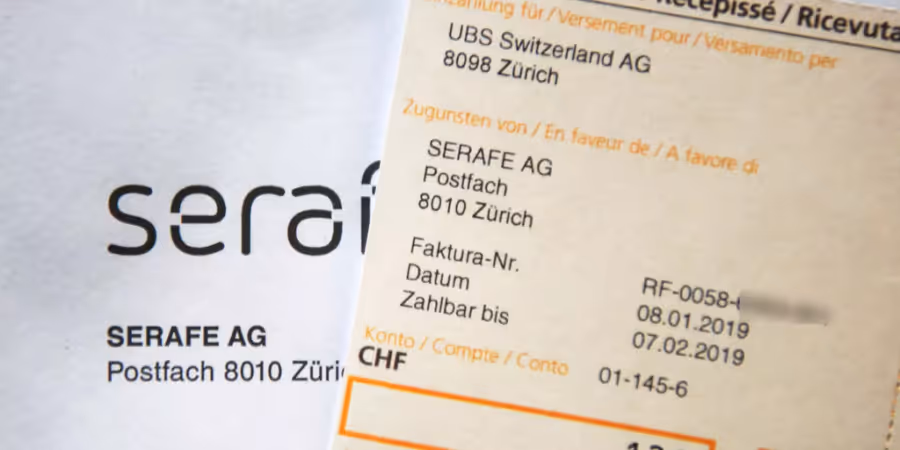 seraf
SERAFE AG
Postfach 8010 Züri
Récépissé / Ricevuta
Einzahlung für / Versement pour / Versamento per
UBS Switzerland AG
8098 Zürich
Zugunsten von / En faveur de / A favore di
SERAFE AG
Postfach
8010 Zürich
Faktura-Nr. RF-0058-
Datum 08.01.2019
Zahlbar bis 07.02.2019
Konto / Compte / Conto 01-145-6
CHF